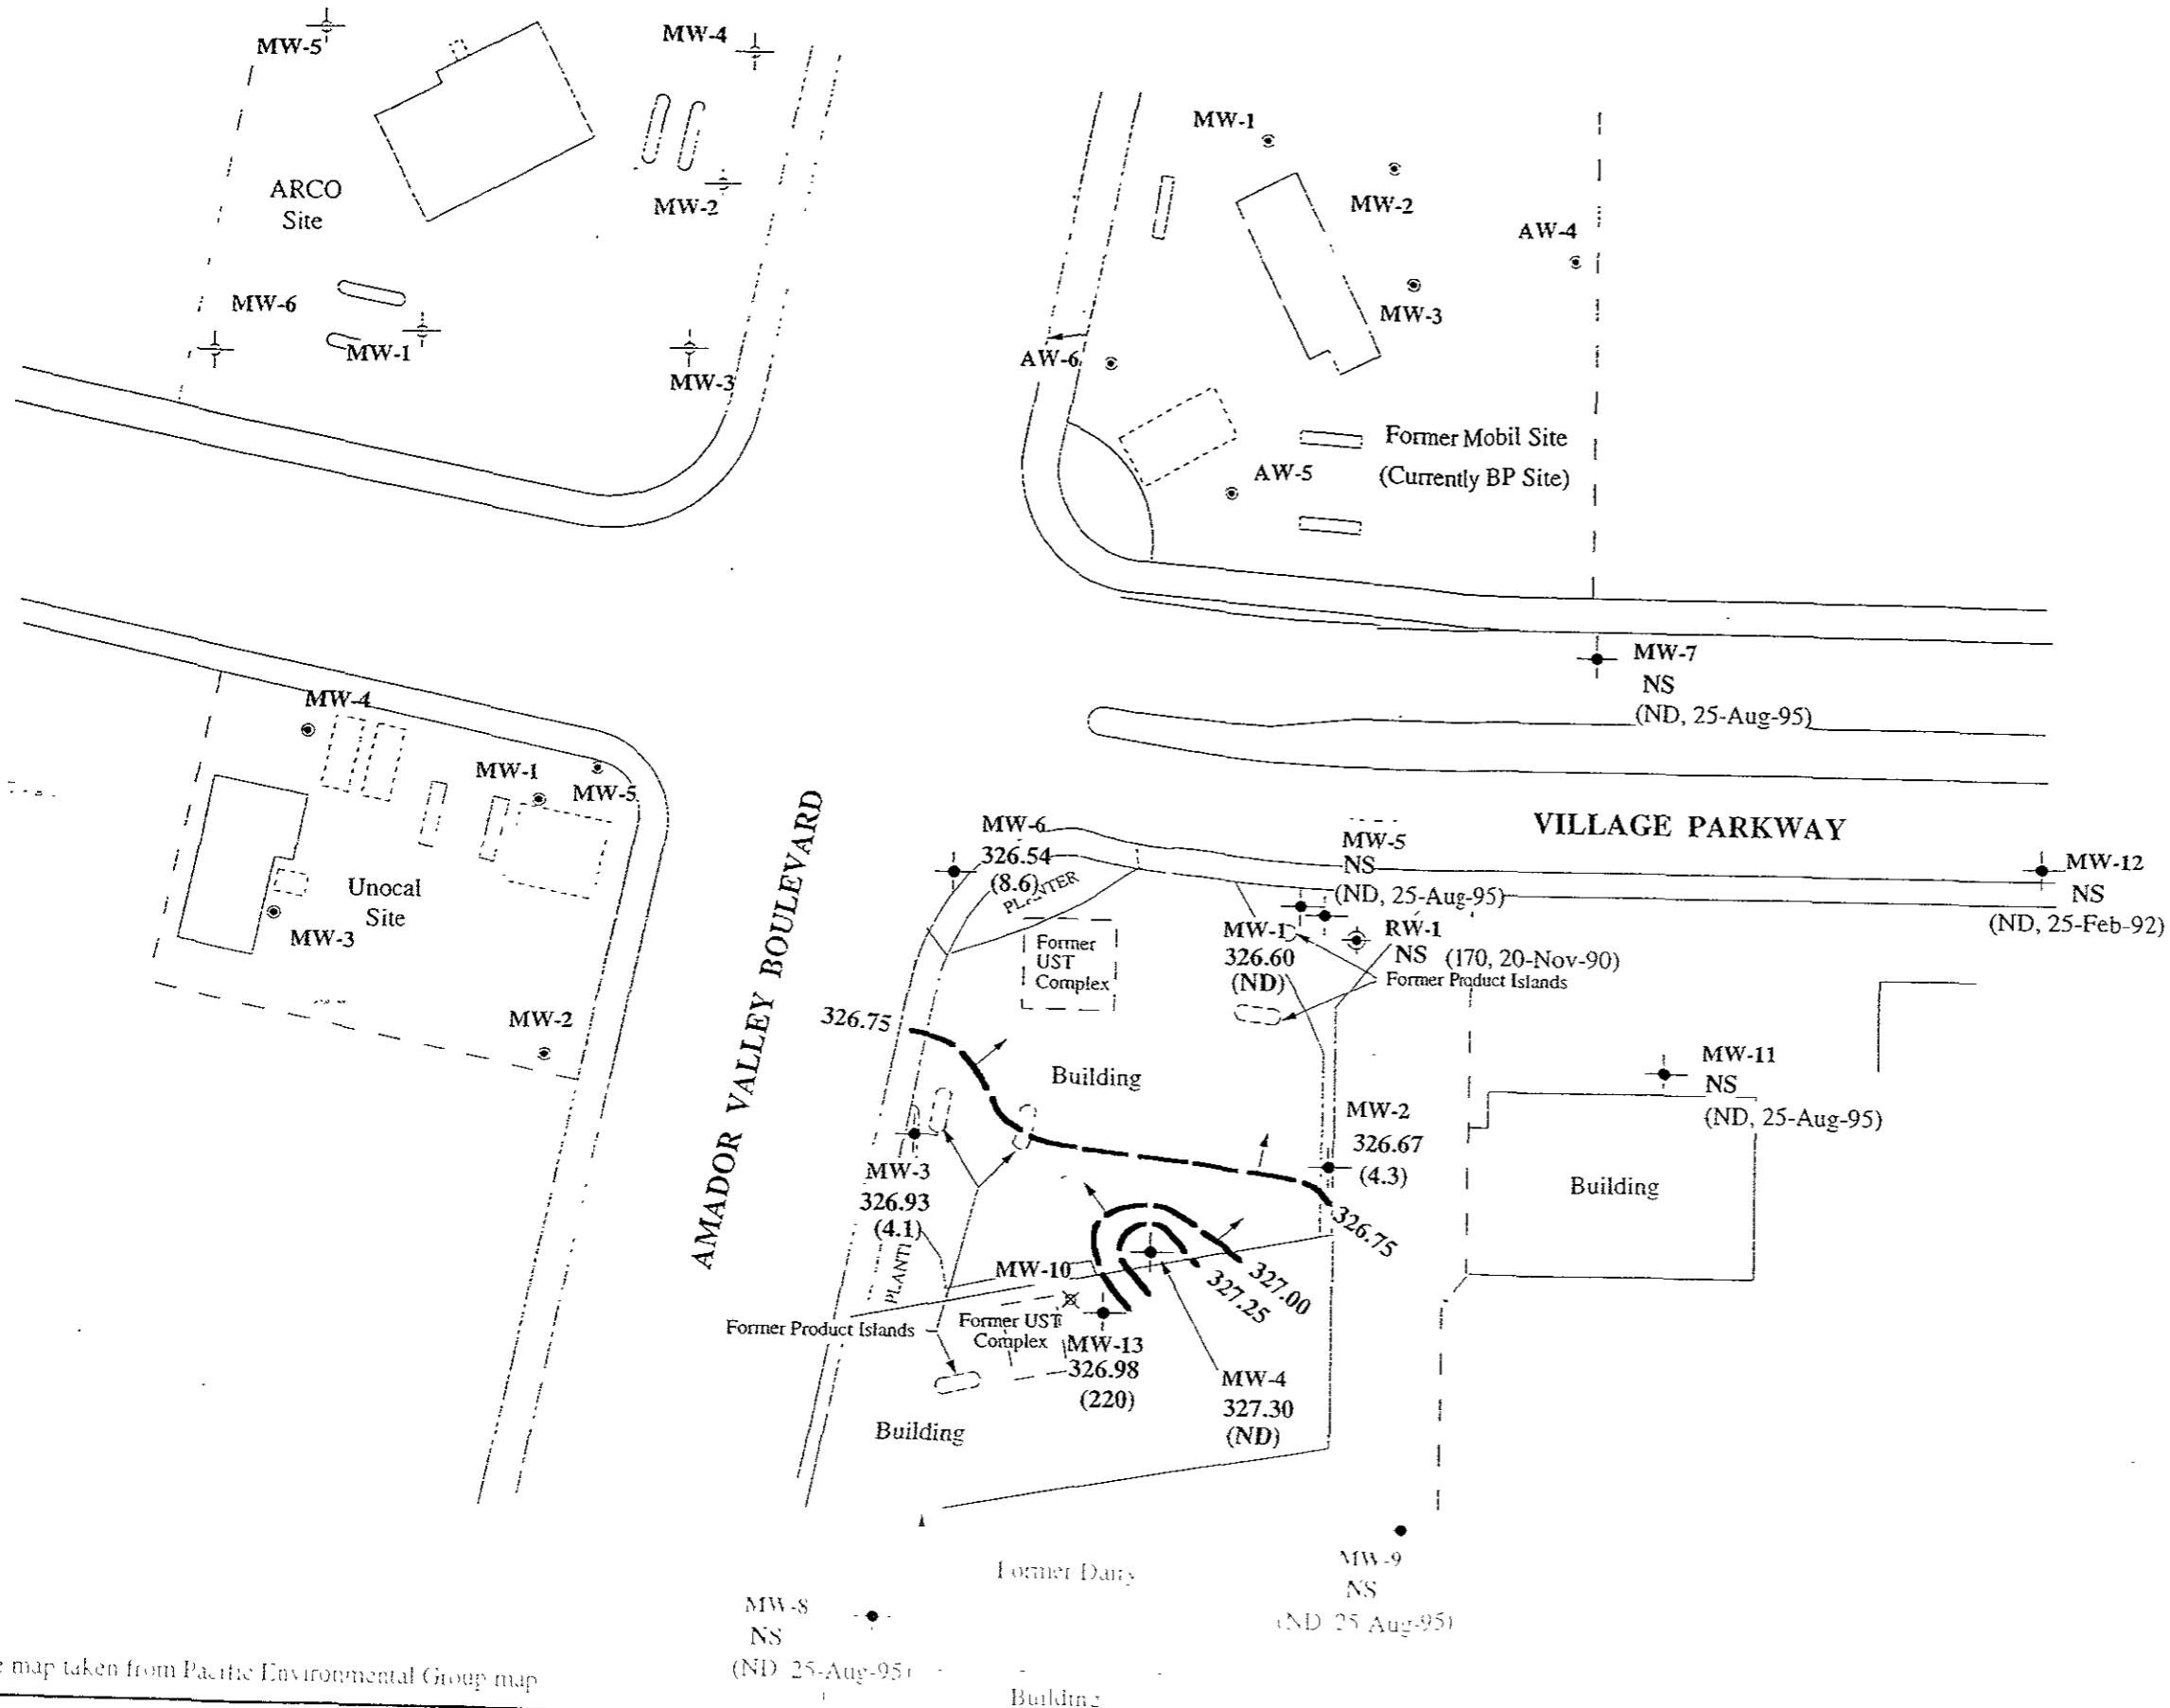 MW-5
MW-4
ARCO
Site
MW-2
MW-6
MW-1
MW-3
MW-1
MW-2
AW-4
MW-3
AW-6
Former Mobil Site
(Currently BP Site)
AW-5
MW-7
NS
(ND, 25-Aug-95)
MW-4
MW-1
MW-5
Unocal
Site
MW-3
MW-2
AMADOR VALLEY BOULEVARD
VILLAGE PARKWAY
MW-6
326.54
(8.6)
PLANTER
MW-5
NS
(ND, 25-Aug-95)
MW-12
NS
(ND, 25-Feb-92)
Former
UST
Complex
MW-1
326.60
(ND)
RW-1
NS (170, 20-Nov-90)
Former Product Islands
326.75
Building
MW-11
NS
(ND, 25-Aug-95)
MW-2
326.67
(4.3)
Building
MW-3
326.93
(4.1)
326.75
MW-10
327.00
327.25
Former Product Islands
Former UST
Complex
MW-13
326.98
(220)
MW-4
327.30
(ND)
Building
MW-9
NS
(ND 25 Aug-95)
MW-8
NS
(ND 25-Aug-95)
map taken from Pacific Environmental Group map
Building